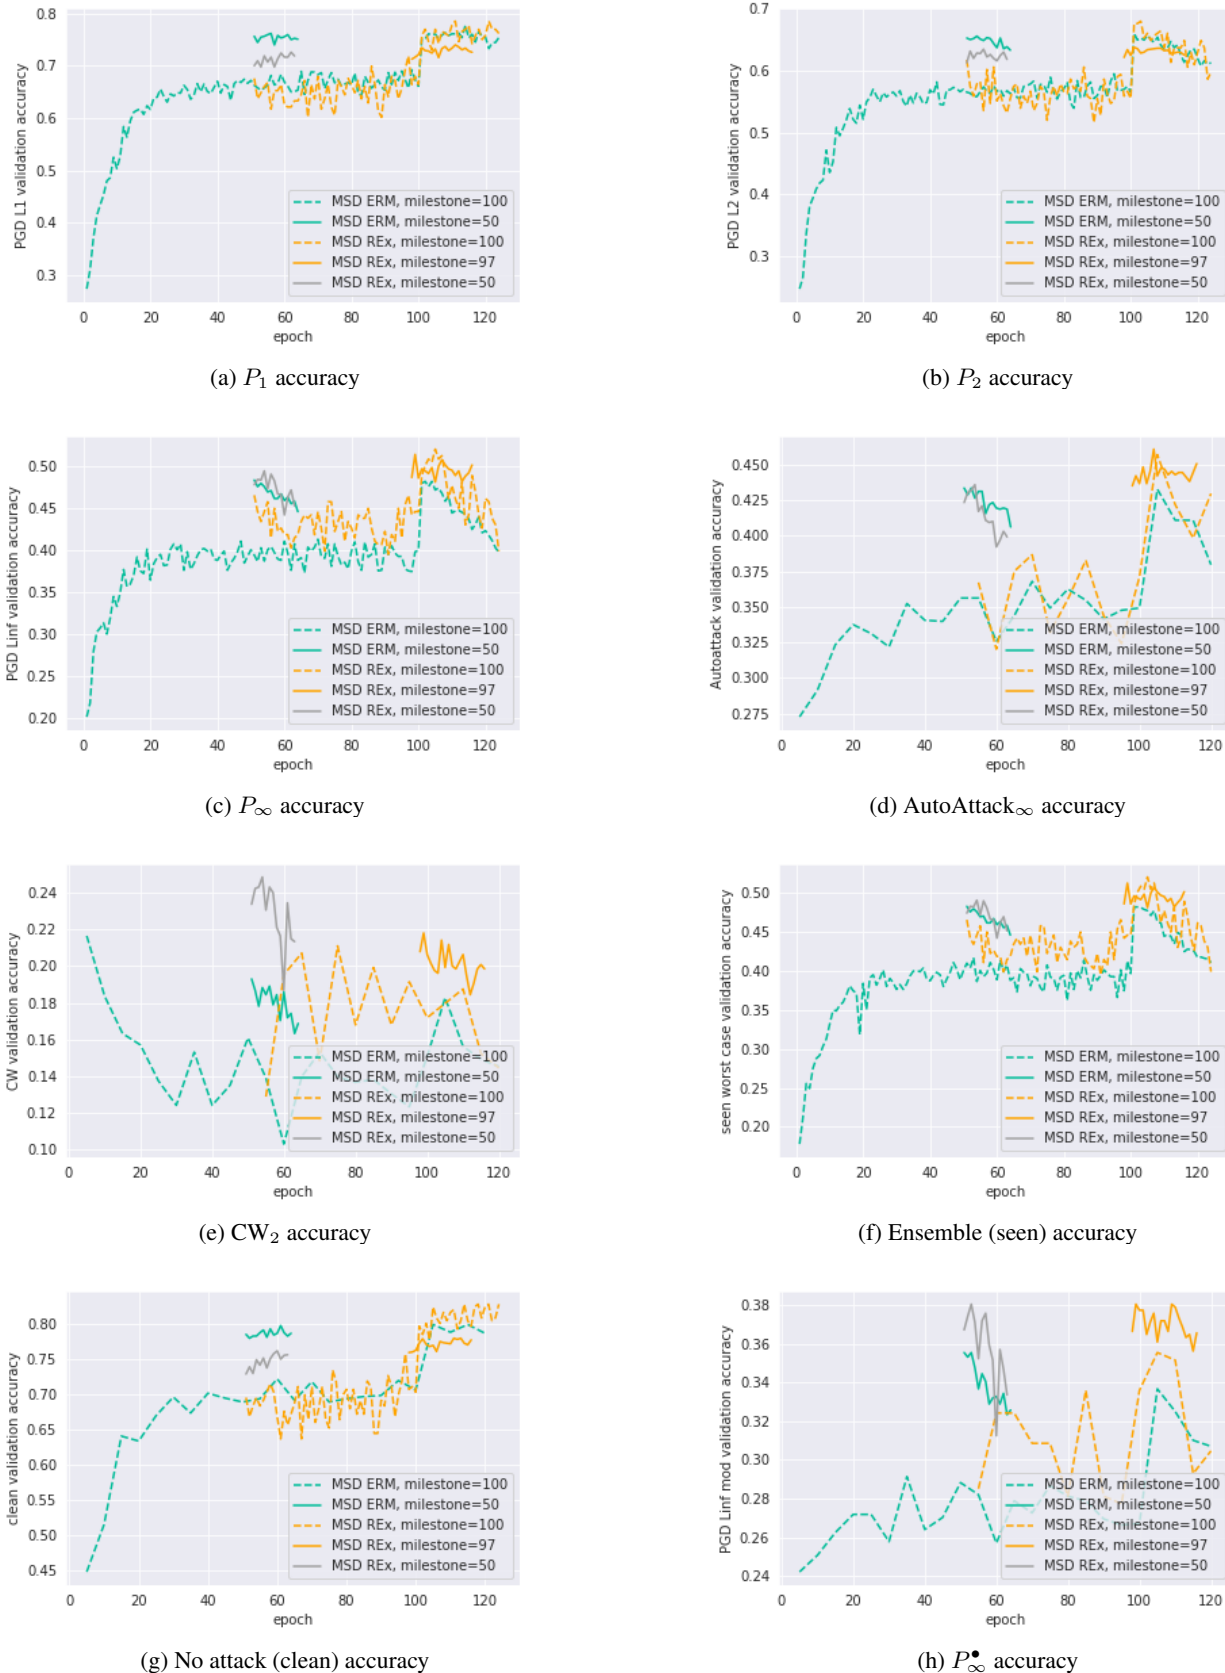 PGD L1 validation accuracy
0.8
0.7
0.6
0.5
0.4
0.3
MSD ERM, milestone=100
MSD ERM, milestone=50
MSD REx, milestone=100
MSD REx, milestone=97
MSD REx, milestone=50
0 20 40 60 80 100 120
epoch
(a) P₁ accuracy
PGD L2 validation accuracy
0.7
0.6
0.5
0.4
0.3
MSD ERM, milestone=100
MSD ERM, milestone=50
MSD REx, milestone=100
MSD REx, milestone=97
MSD REx, milestone=50
0 20 40 60 80 100 120
epoch
(b) P₂ accuracy
PGD Linf validation accuracy
0.50
0.45
0.40
0.35
0.30
0.25
0.20
MSD ERM, milestone=100
MSD ERM, milestone=50
MSD REx, milestone=100
MSD REx, milestone=97
MSD REx, milestone=50
0 20 40 60 80 100 120
epoch
(c) P∞ accuracy
Autoattack validation accuracy
0.450
0.425
0.400
0.375
0.350
0.325
0.300
0.275
MSD ERM, milestone=100
MSD ERM, milestone=50
MSD REx, milestone=100
MSD REx, milestone=97
MSD REx, milestone=50
20 40 60 80 100 120
epoch
(d) AutoAttack∞ accuracy
CW validation accuracy
0.24
0.22
0.20
0.18
0.16
0.14
0.12
0.10
MSD ERM, milestone=100
MSD ERM, milestone=50
MSD REx, milestone=100
MSD REx, milestone=97
MSD REx, milestone=50
0 20 40 60 80 100 120
epoch
(e) CW₂ accuracy
seen worst case validation accuracy
0.50
0.45
0.40
0.35
0.30
0.25
0.20
MSD ERM, milestone=100
MSD ERM, milestone=50
MSD REx, milestone=100
MSD REx, milestone=97
MSD REx, milestone=50
0 20 40 60 80 100 120
epoch
(f) Ensemble (seen) accuracy
clean validation accuracy
0.80
0.75
0.70
0.65
0.60
0.55
0.50
0.45
MSD ERM, milestone=100
MSD ERM, milestone=50
MSD REx, milestone=100
MSD REx, milestone=97
MSD REx, milestone=50
0 20 40 60 80 100 120
epoch
(g) No attack (clean) accuracy
PGD Linf mod validation accuracy
0.38
0.36
0.34
0.32
0.30
0.28
0.26
0.24
MSD ERM, milestone=100
MSD ERM, milestone=50
MSD REx, milestone=100
MSD REx, milestone=97
MSD REx, milestone=50
0 20 40 60 80 100 120
epoch
(h) P∞• accuracy